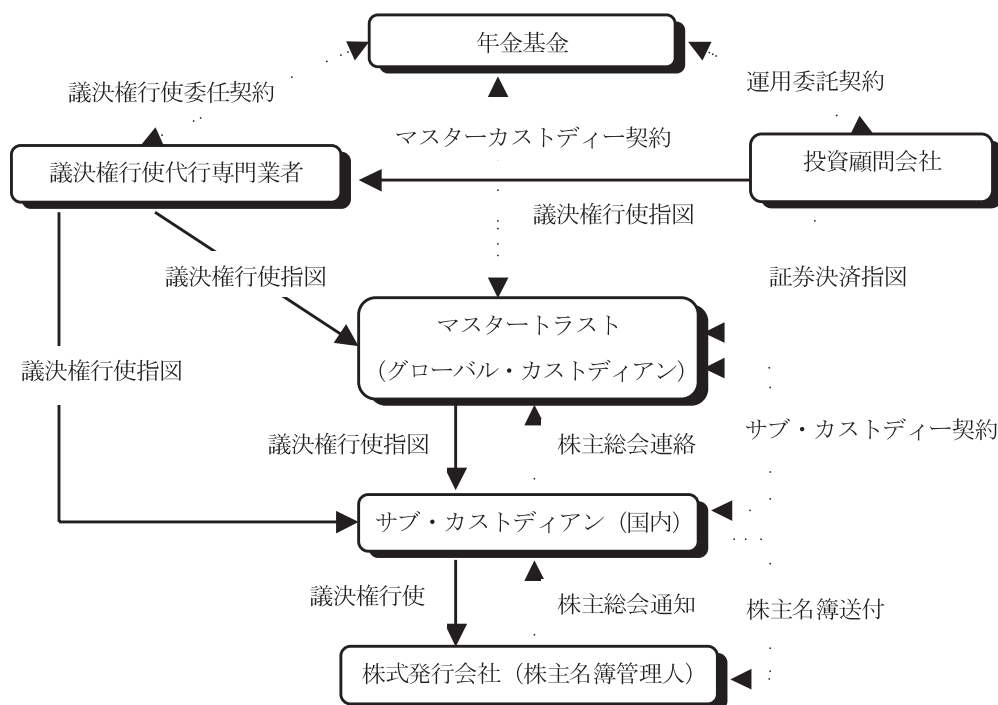 年金基金
議決権行使委任契約
運用委託契約
マスターカストディー契約
議決権行使代行専門業者
投資顧問会社
議決権行使指図
議決権行使指図
証券決済指図
マスタートラスト
（グローバル・カストディアン）
議決権行使指図
議決権行使指図
株主総会連絡
サブ・カストディー契約
サブ・カストディアン（国内）
議決権行使
株主総会通知
株主名簿送付
株式発行会社（株主名簿管理人）